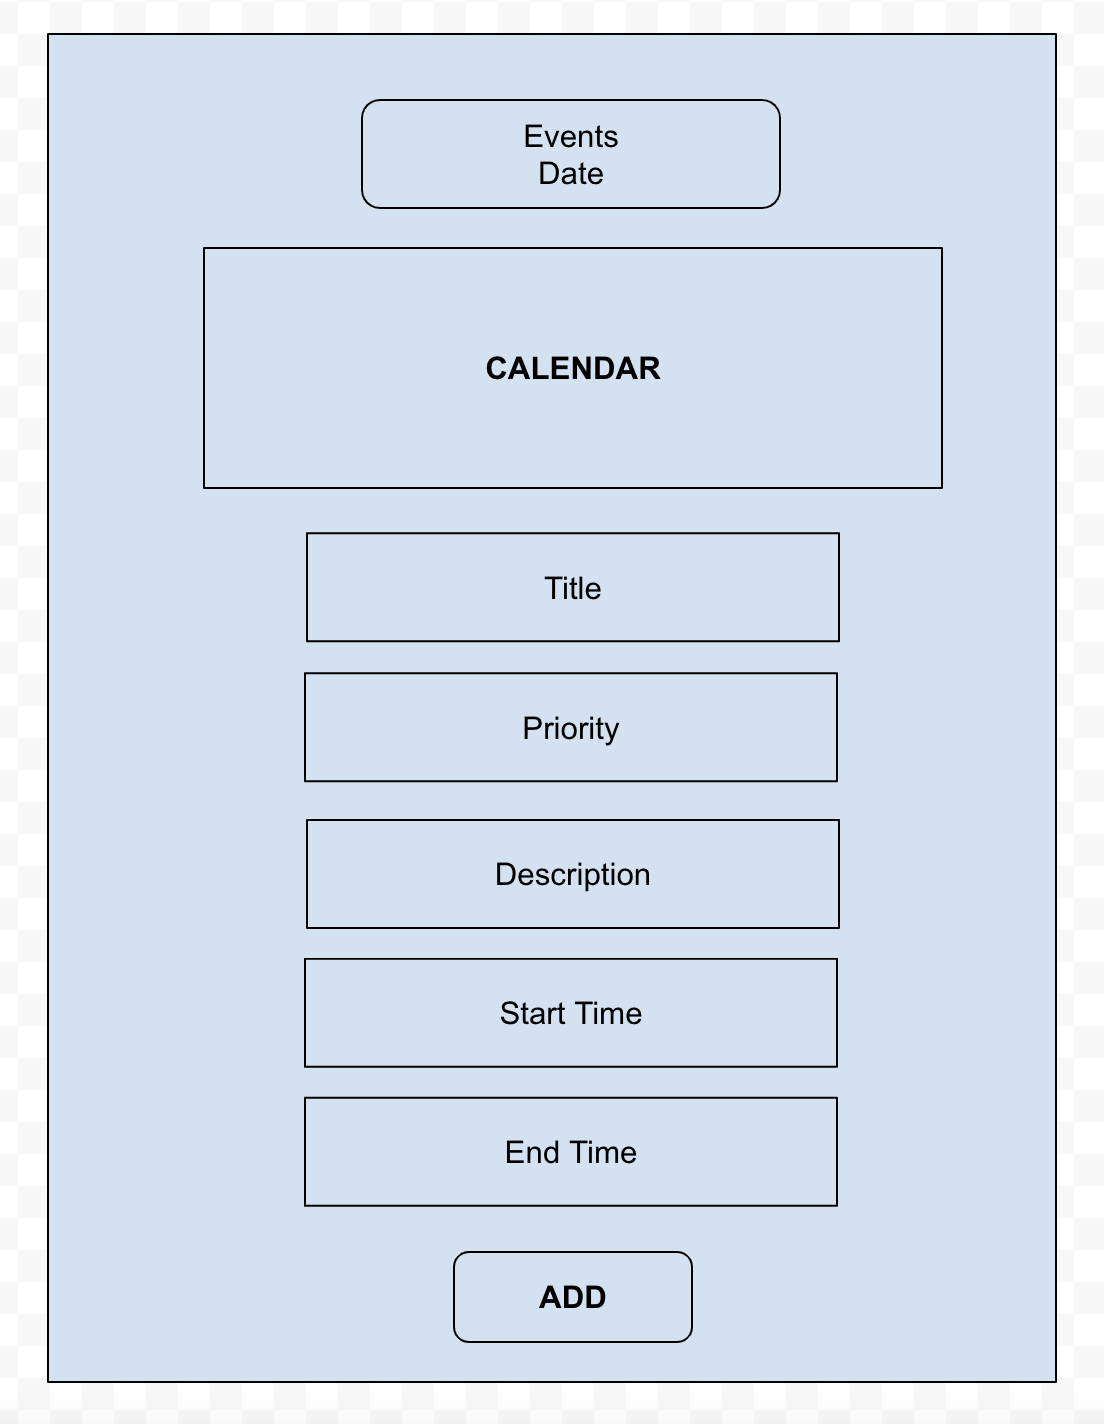 Events
Date
CALENDAR
Title
Priority
Description
Start Time
End Time
ADD